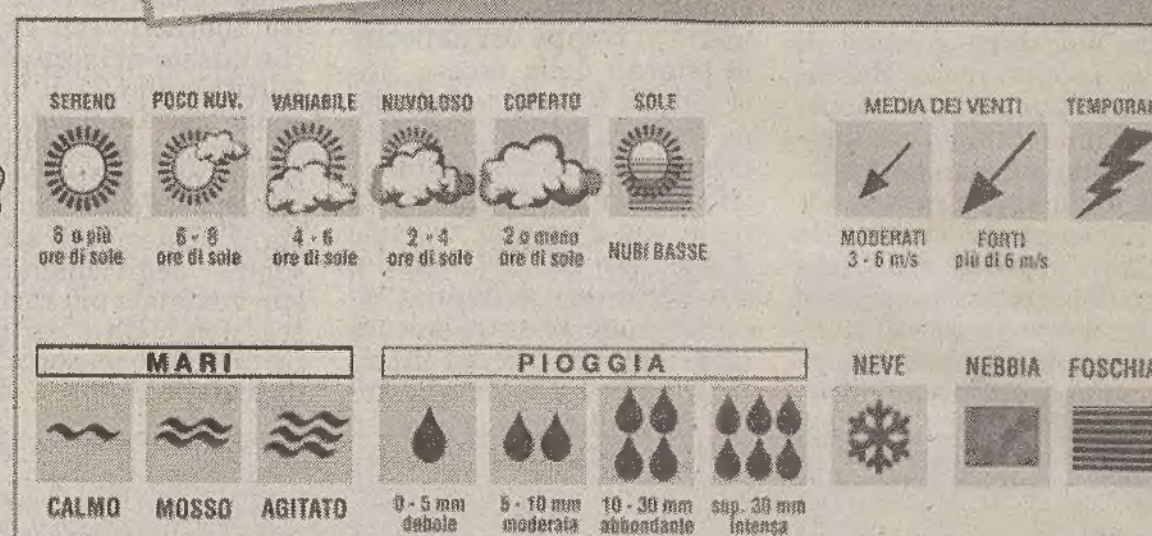 SERENO POCO NUV. VARIABILE NUVOLOSO COPERTO SOLE MEDIA DEI VENTI TEMPORAL
8 o più 6 - 8 4 - 6 2 - 4 2 o meno
ore di sole ore di sole ore di sole ore di sole ore di sole NUBI BASSE
MODERATI FORTI
3 - 6 m/s più di 6 m/s
MARI PIOGGIA NEVE NEBBIA FOSCHIA
CALMO MOSSO AGITATO
0 - 5 mm 5 - 10 mm 10 - 30 mm sup. 30 mm
debole moderata abbondante intensa